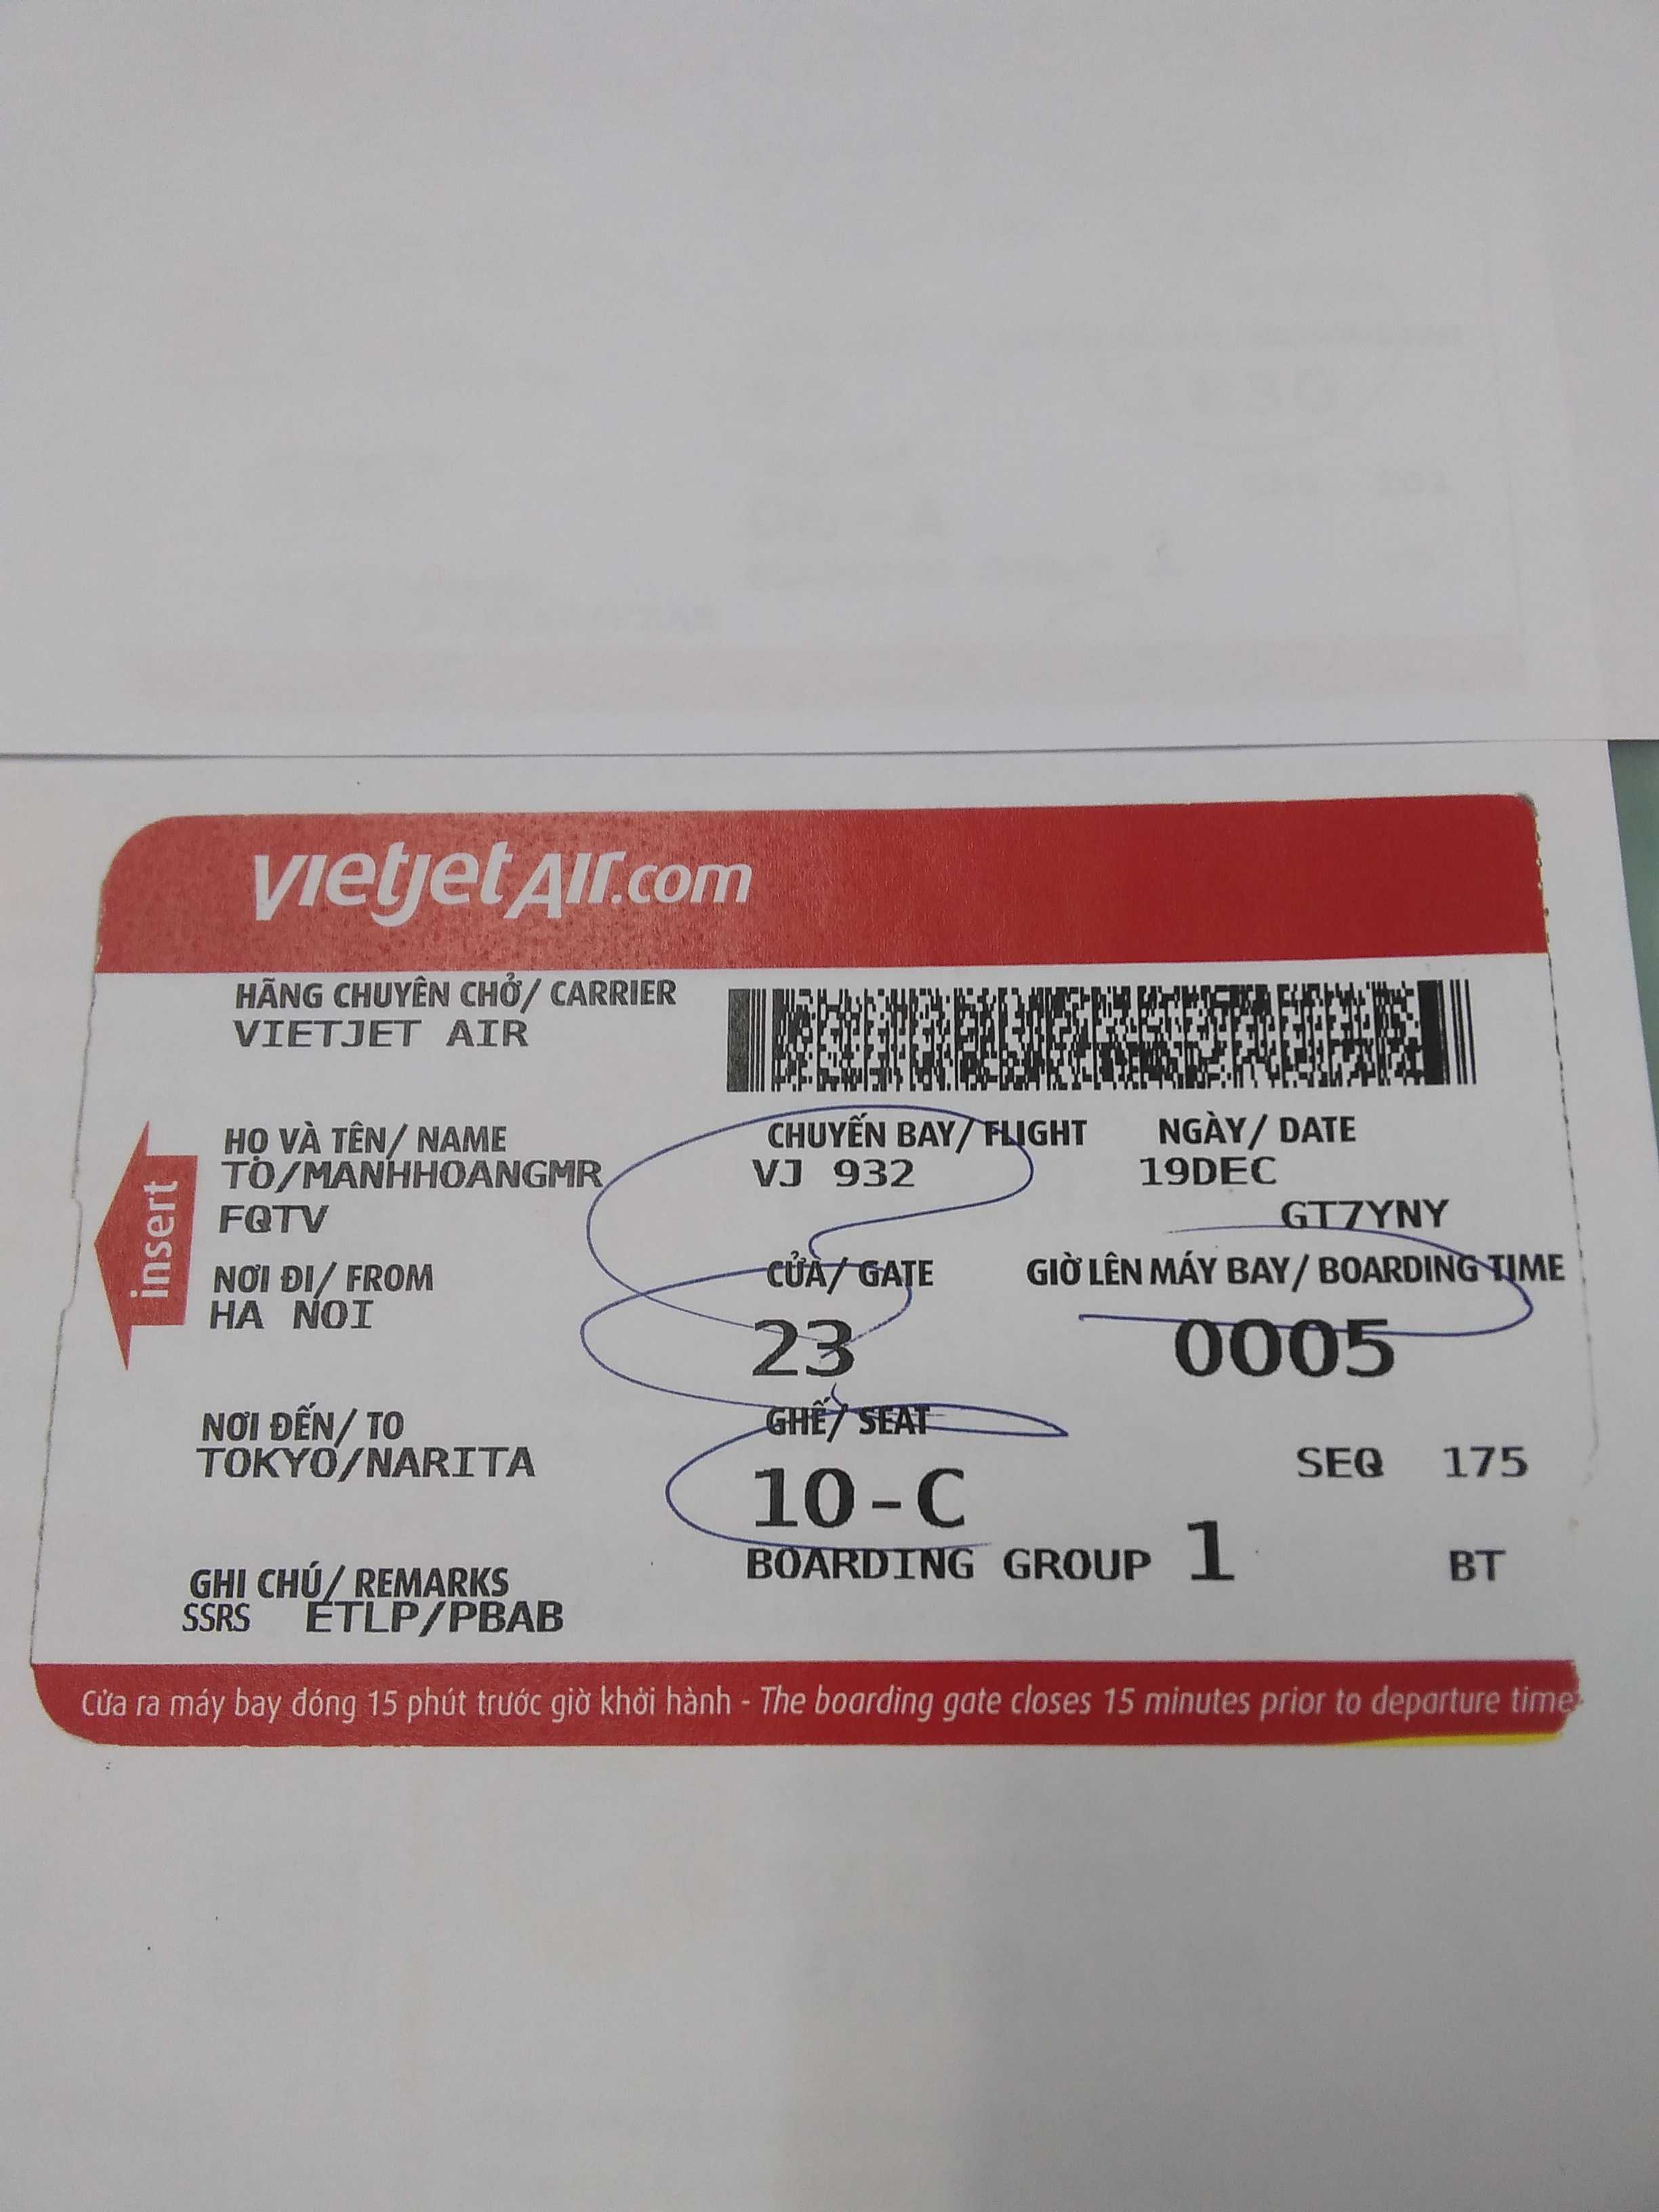 vietjetAir.com
HÃNG CHUYÊN CHỞ/ CARRIER
VIETJET AIR
HỌ VÀ TÊN/ NAME
TO/MANHHOANGMR
FQTV
CHUYẾN BAY/ FLIGHT
VJ 932
NGÀY/ DATE
19DEC
GT7YNY
insert
NƠI ĐI/ FROM
HA NOI
CỬA/ GATE
23
GIỜ LÊN MÁY BAY/ BOARDING TIME
0005
NƠI ĐẾN/ TO
TOKYO/NARITA
GHẾ/ SEAT
10-C
SEQ 175
BOARDING GROUP 1
BT
GHI CHÚ/ REMARKS
SSRS ETLP/PBAB
Cửa ra máy bay đóng 15 phút trước giờ khởi hành - The boarding gate closes 15 minutes prior to departure time